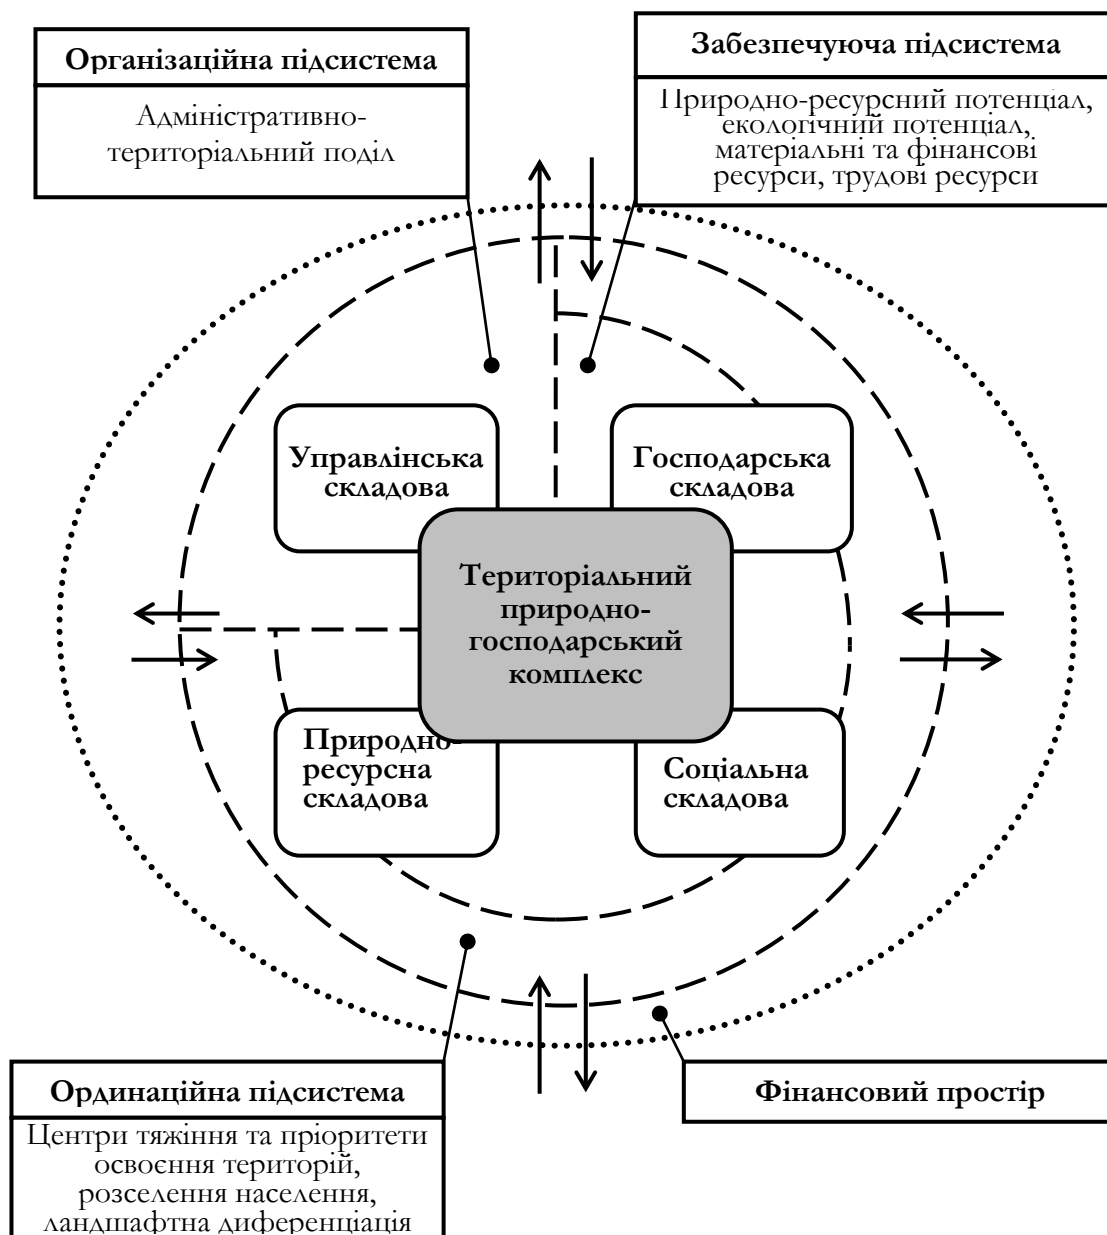 Організаційна підсистема
Адміністративно-
територіальний поділ
Забезпечуюча підсистема
Природно-ресурсний потенціал,
екологічний потенціал,
матеріальні та фінансові
ресурси, трудові ресурси
Управлінська
складова
Господарська
складова
Територіальний
природно-
господарський
комплекс
Природно-
ресурсна
складова
Соціальна
складова
Ординаційна підсистема
Центри тяжіння та пріоритети
освоєння територій,
розселення населення,
ландшафтна диференціація
Фінансовий простір